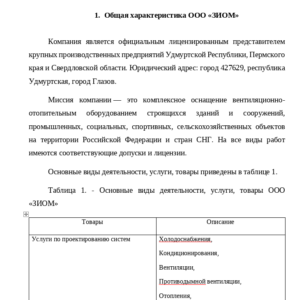 1. Общая характеристика ООО «ЗИОМ»
Компания является официальным лицензированным представителем
крупных производственных предприятий Удмуртской Республики, Пермского
края и Свердловской области. Юридический адрес: город 427629, республика
Удмуртская, город Глазов.
Миссия компании — это комплексное оснащение вентиляционно-
отопительным оборудованием строящихся зданий и сооружений,
промышленных, социальных, спортивных, сельскохозяйственных объектов
на территории Российской Федерации и стран СНГ. На все виды работ
имеются соответствующие допуски и лицензии.
Основные виды деятельности, услуги, товары приведены в таблице 1.
Таблица 1. - Основные виды деятельности, услуги, товары ООО
«ЗИОМ»
Товары Описание
Услуги по проектированию систем Холодоснабжения,
Кондиционирования,
Вентиляции,
Противодымной вентиляции,
Отопления,